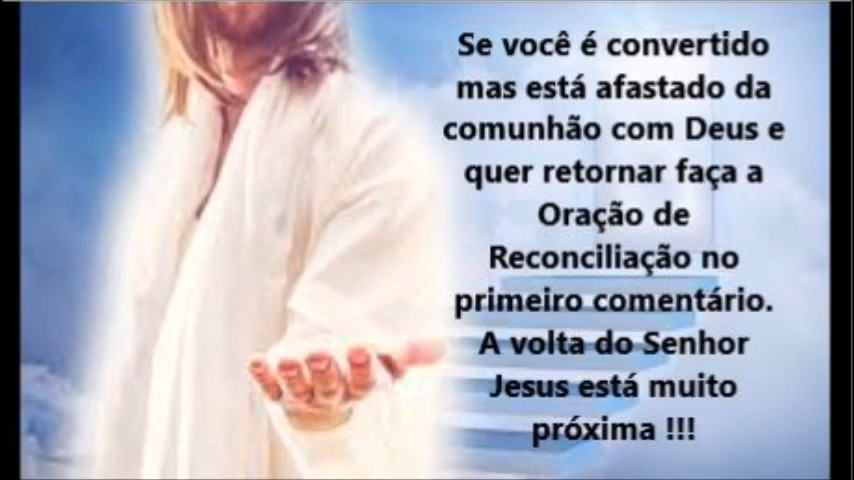 Se você é convertido
mas está afastado da
comunhão com Deus e
quer retornar faça a
Oração de
Reconciliação no
primeiro comentário.
A volta do Senhor
Jesus está muito
próxima !!!